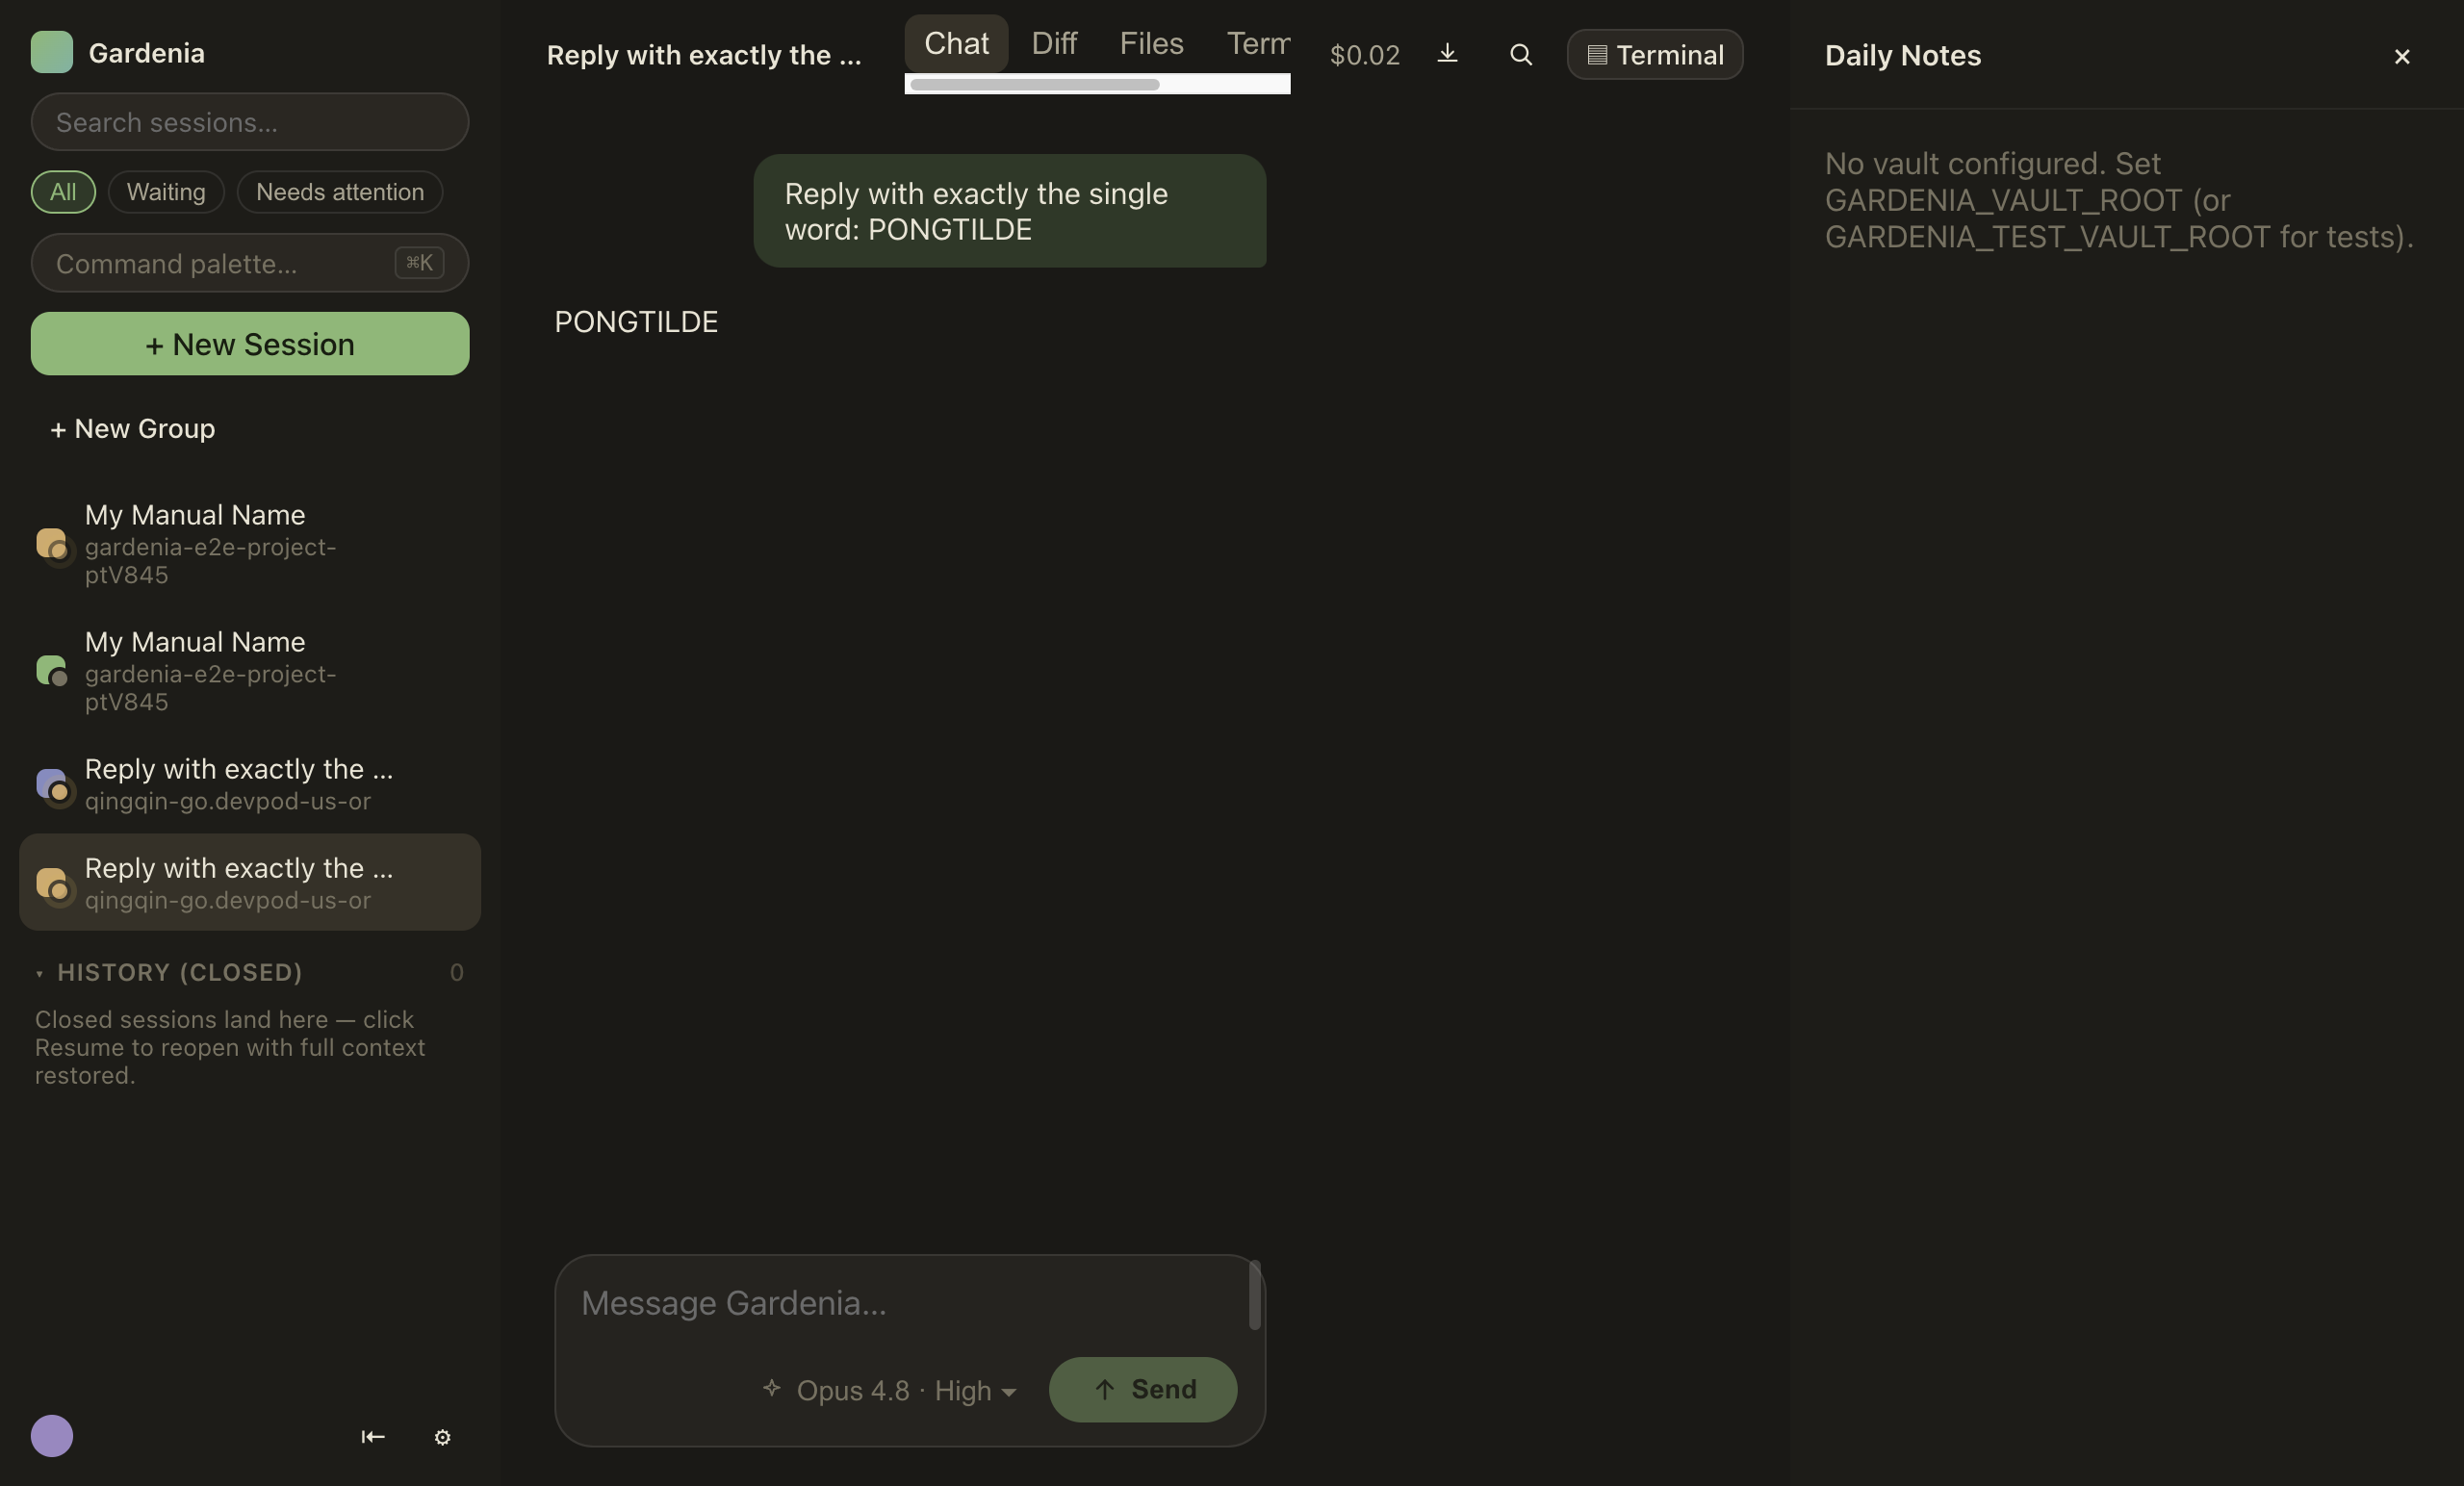 Gardenia
Search sessions...
All
Waiting
Needs attention
Command palette...
⌘K
+ New Session
+ New Group
My Manual Name
gardenia-e2e-project-
ptV845
My Manual Name
gardenia-e2e-project-
ptV845
Reply with exactly the ...
qingqin-go.devpod-us-or
Reply with exactly the ...
qingqin-go.devpod-us-or
HISTORY (CLOSED)
0
Closed sessions land here — click
Resume to reopen with full context
restored.
Reply with exactly the ...
Chat
Diff
Files
Term
$0.02
Terminal
Reply with exactly the single
word: PONGTILDE
PONGTILDE
Message Gardenia...
Opus 4.8 · High
Send
Daily Notes
No vault configured. Set
GARDENIA_VAULT_ROOT (or
GARDENIA_TEST_VAULT_ROOT for tests).